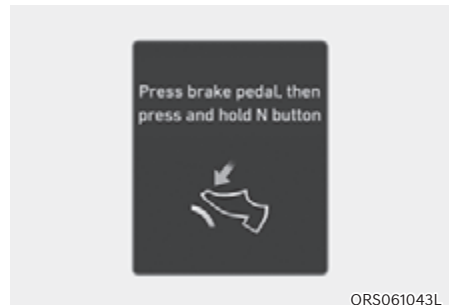 Press brake pedal, then
press and hold N button
ORS061043L